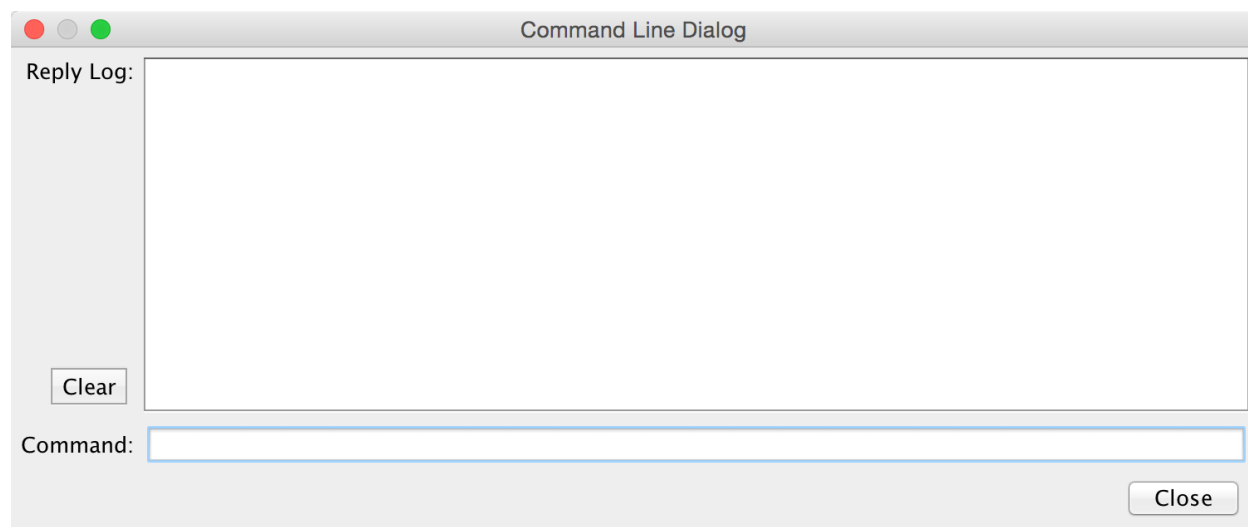 Command Line Dialog
Reply Log:
Clear
Command:
Close